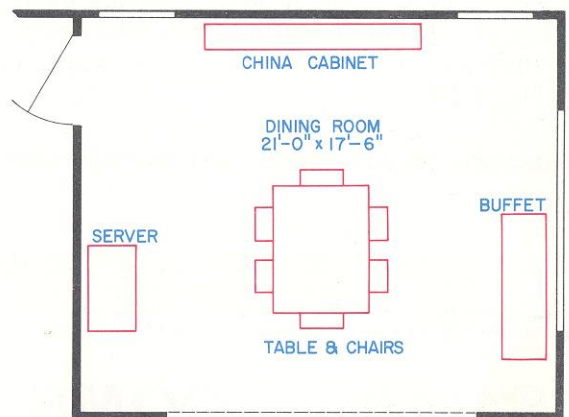 CHINA CABINET
DINING ROOM
21'-0" x 17'-6"
BUFFET
SERVER
TABLE & CHAIRS